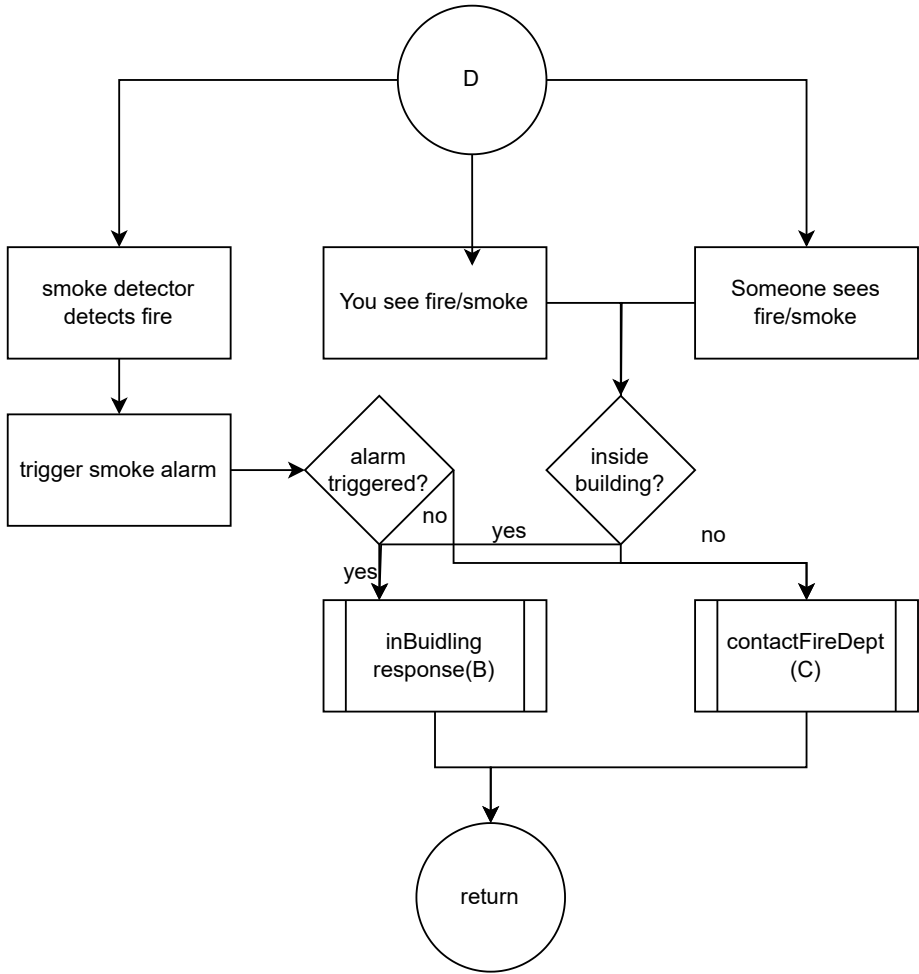 D
smoke detector
detects fire
You see fire/smoke
Someone sees
fire/smoke
trigger smoke alarm
alarm
triggered?
inside
building?
no
yes
no
yes
inBuidling
response(B)
contactFireDept
(C)
return